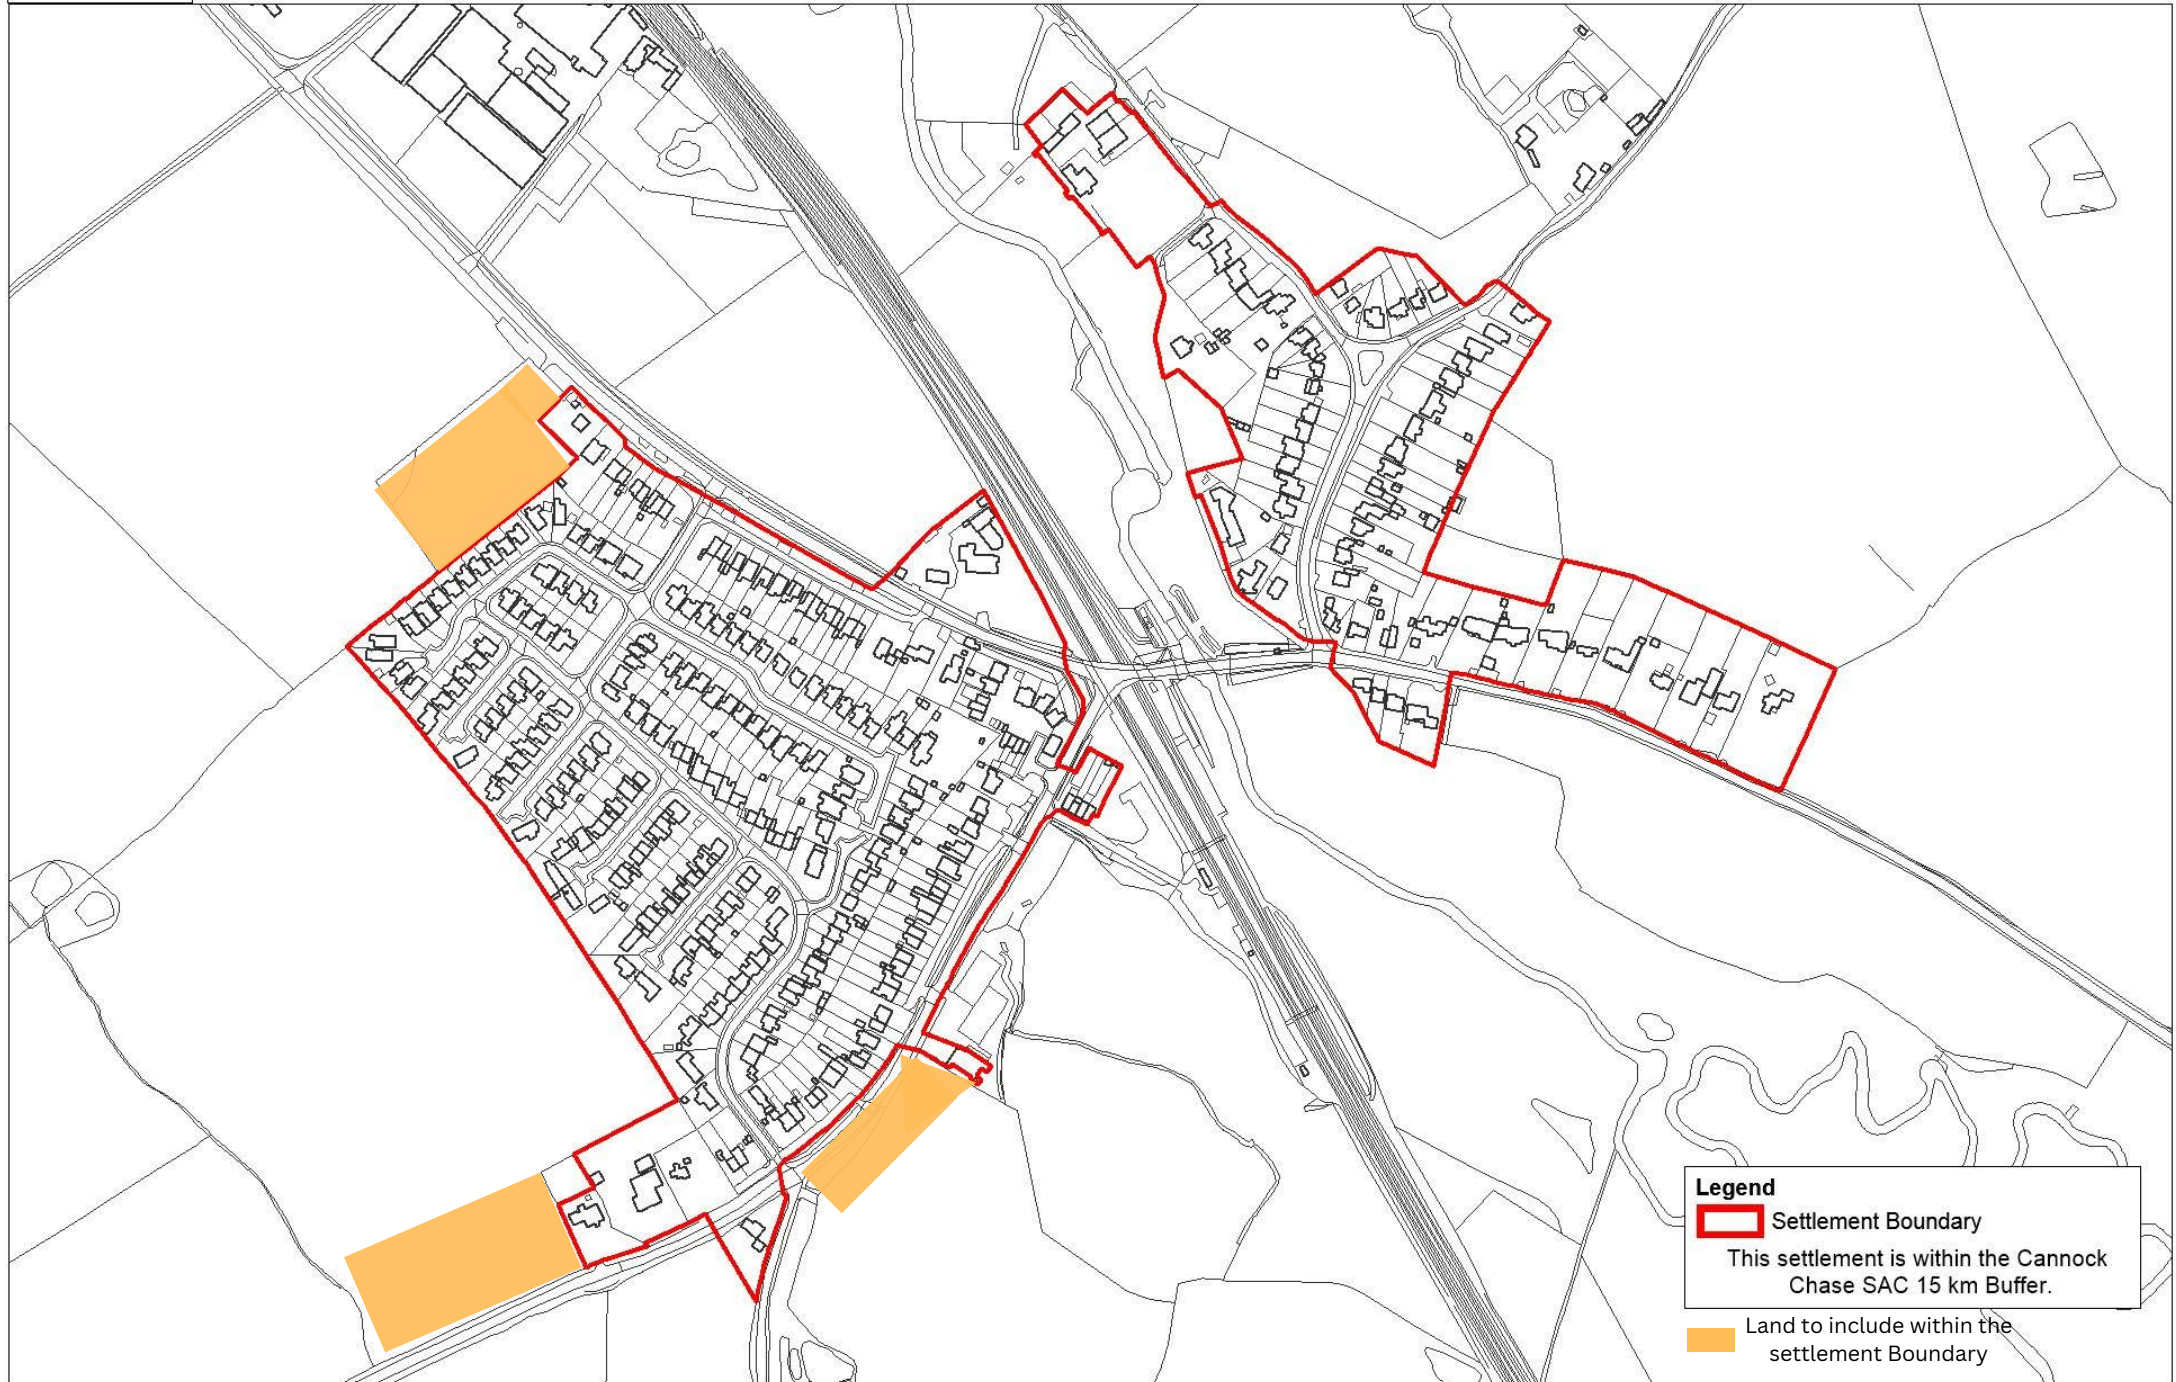 Legend
Settlement Boundary
This settlement is within the Cannock
Chase SAC 15 km Buffer.
Land to include within the
settlement Boundary